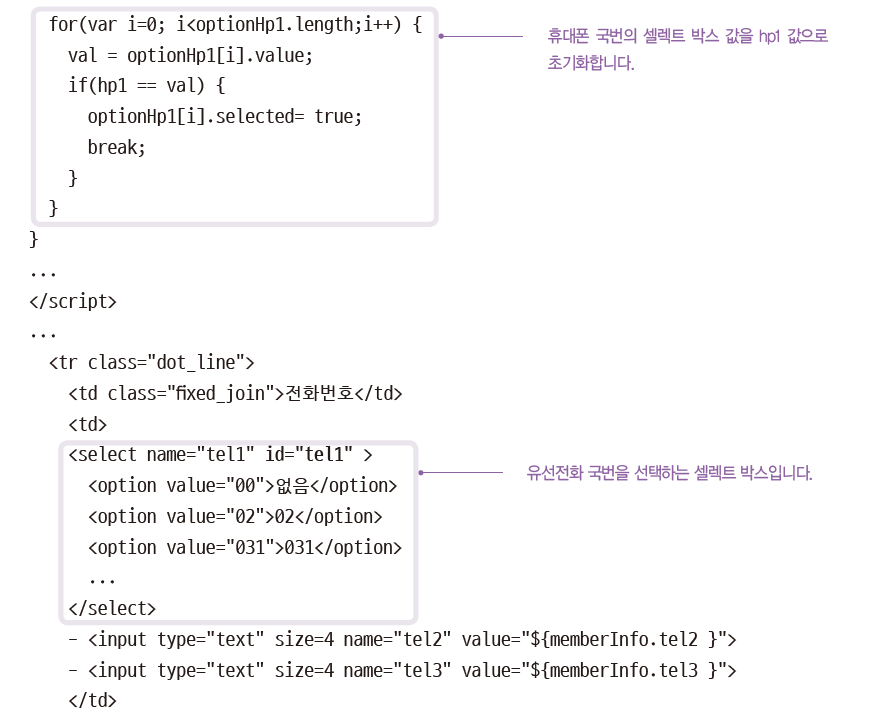 for(var i=0; i<optionHp1.length;i++) {
휴대폰 국번의 셀렉트 박스 값을 hp1 값으로
초기화합니다.
val = optionHp1[i].value;
if(hp1 == val) {
optionHp1[i].selected= true;
break;
}
}
}
...
</script>
...
<tr class="dot_line">
<td class="fixed_join">전화번호</td>
<td>
<select name="tel1" id="tel1" >
유선전화 국번을 선택하는 셀렉트 박스입니다.
<option value="00">없음</option>
<option value="02">02</option>
<option value="031">031</option>
...
</select>
- <input type="text" size=4 name="tel2" value="${memberInfo.tel2 }">
- <input type="text" size=4 name="tel3" value="${memberInfo.tel3 }">
</td>